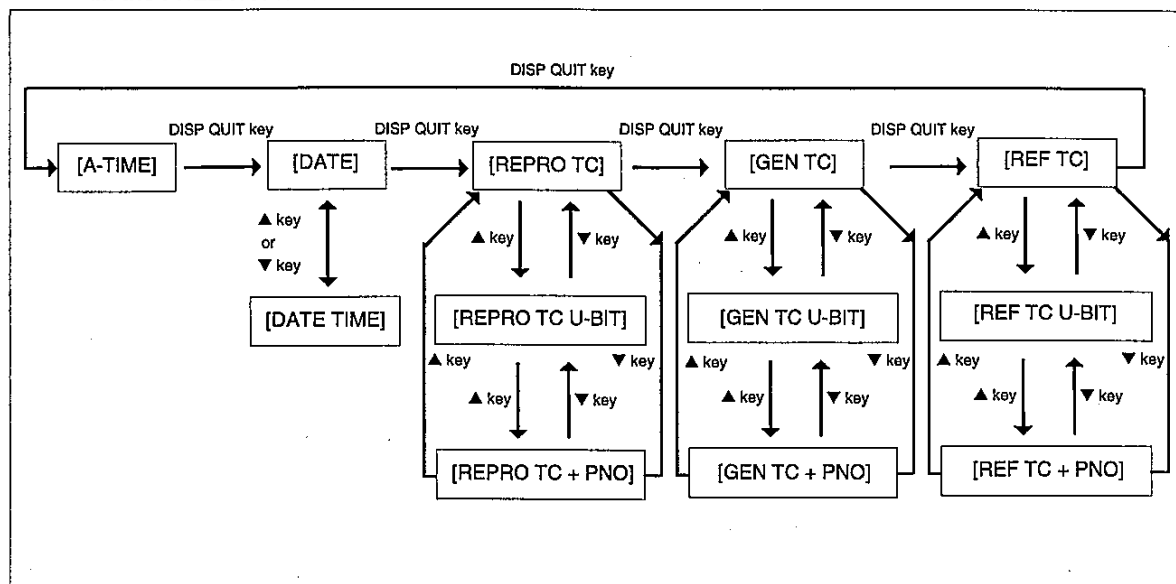 DISP QUIT key
DISP QUIT key DISP QUIT key DISP QUIT key DISP QUIT key
[A-TIME] [DATE] [REPRO TC] [GEN TC] [REF TC]
▲ key
or
▼ key
▲ key ▼ key ▲ key ▼ key ▲ key ▼ key
[DATE TIME] [REPRO TC U-BIT] [GEN TC U-BIT] [REF TC U-BIT]
▲ key ▼ key ▲ key ▼ key ▲ key ▼ key
▲ key ▼ key ▲ key ▼ key ▲ key ▼ key
[REPRO TC + PNO] [GEN TC + PNO] [REF TC + PNO]